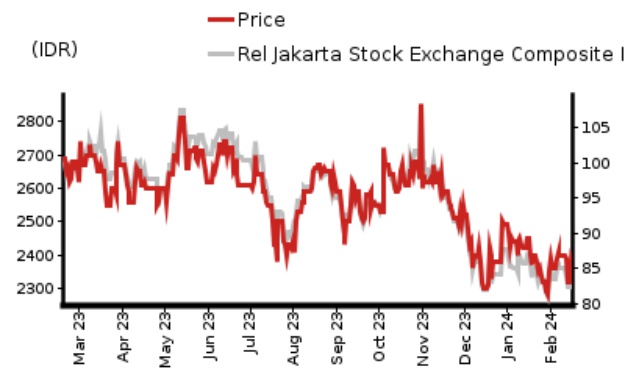 Price
(IDR)
Rel Jakarta Stock Exchange Composite I
2800
2700
2600
2500
2400
2300
105
100
95
90
85
80
Mar 23
Apr 23
May 23
Jun 23
Jul 23
Aug 23
Sep 23
Oct 23
Nov 23
Dec 23
Jan 24
Feb 24